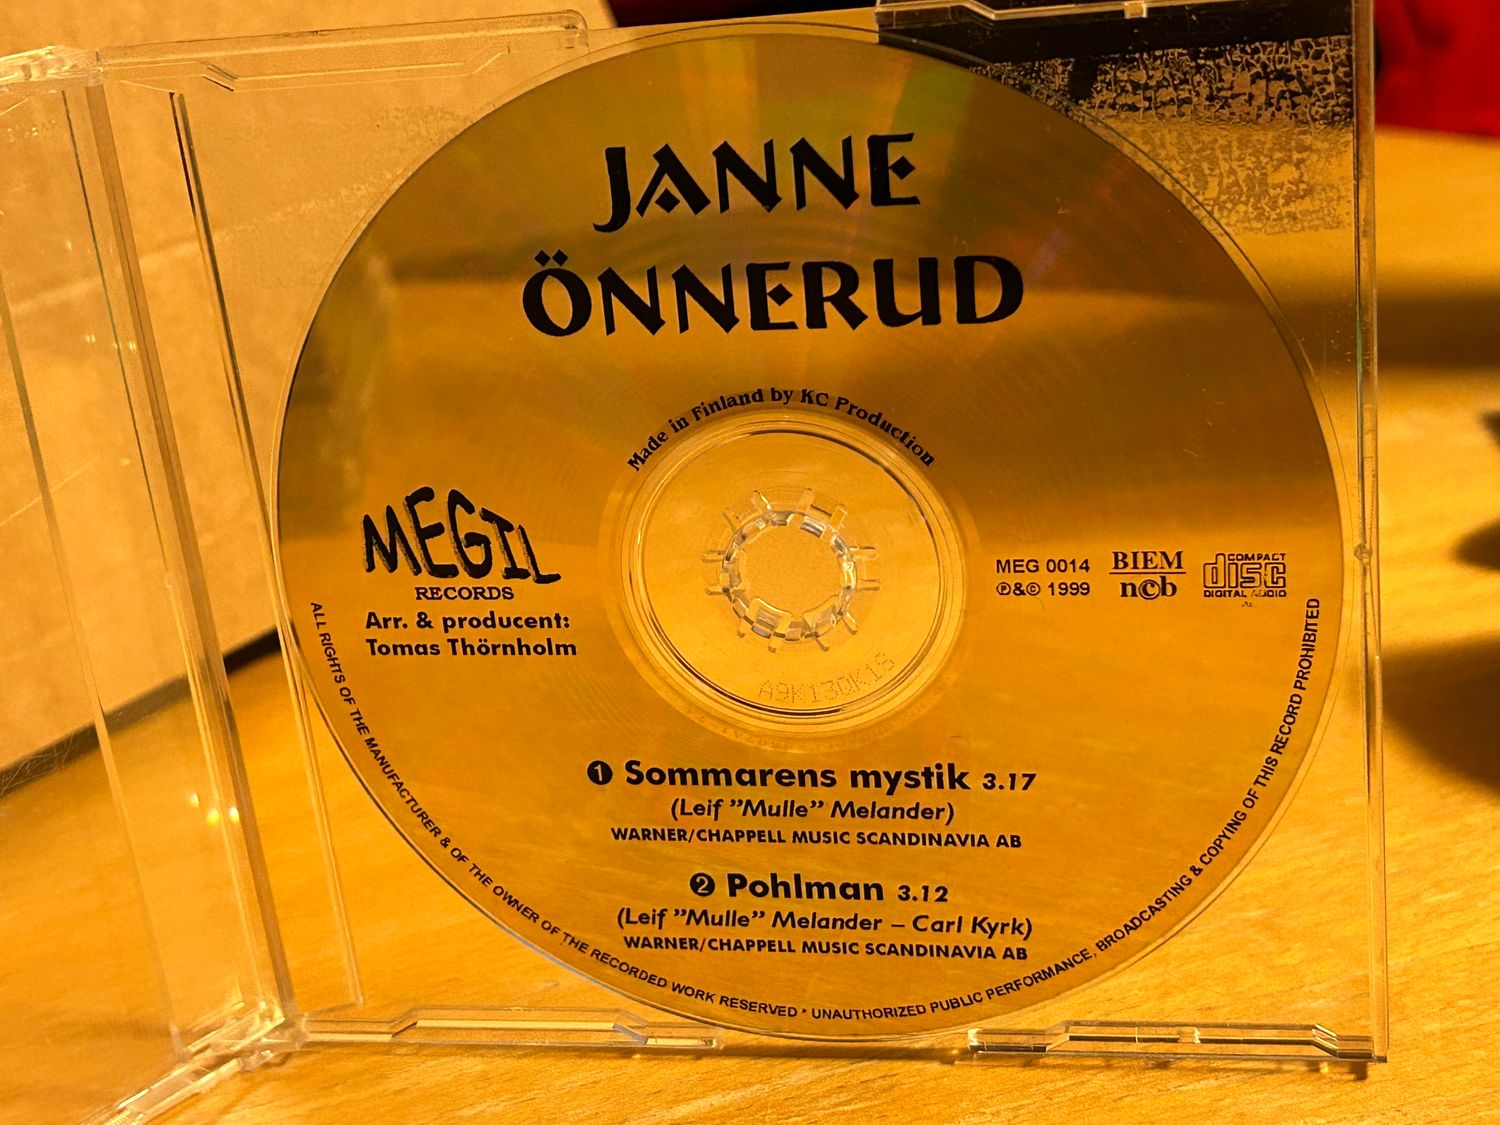 JANNE
ÖNNERUD
Made in Finland by KC Production
MEGIL
RECORDS
Arr. & producent:
Tomas Thörnholm
MEG 0014
℗&© 1999
BIEM
ncb
COMPACT
disc
DIGITAL AUDIO
A9K13QK1S
❶ Sommarens mystik 3.17
(Leif ”Mulle” Melander)
WARNER/CHAPPELL MUSIC SCANDINAVIA AB
❷ Pohlman 3.12
(Leif ”Mulle” Melander – Carl Kyrk)
WARNER/CHAPPELL MUSIC SCANDINAVIA AB
ALL RIGHTS OF THE MANUFACTURER & OF THE OWNER OF THE RECORDED WORK RESERVED * UNAUTHORIZED PUBLIC PERFORMANCE, BROADCASTING & COPYING OF THIS RECORD PROHIBITED